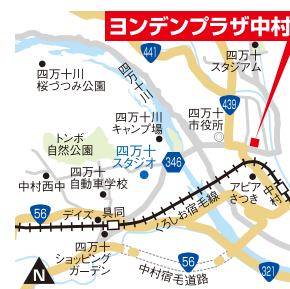 ヨンデンプラザ中村
441
四万十
スタジアム
四万十川
四万十川
桜づつみ公園
439
四万十川
キャンプ場
四万十
市役所
トンボ
自然公園
四万十
スタジオ
346
中村西中
四万十
自動車学校
アピア
さつき
中村
56
デイズ
具同
くろしお宿毛線
四万十
ショッピング
ガーデン
56
中村宿毛道路
321
N